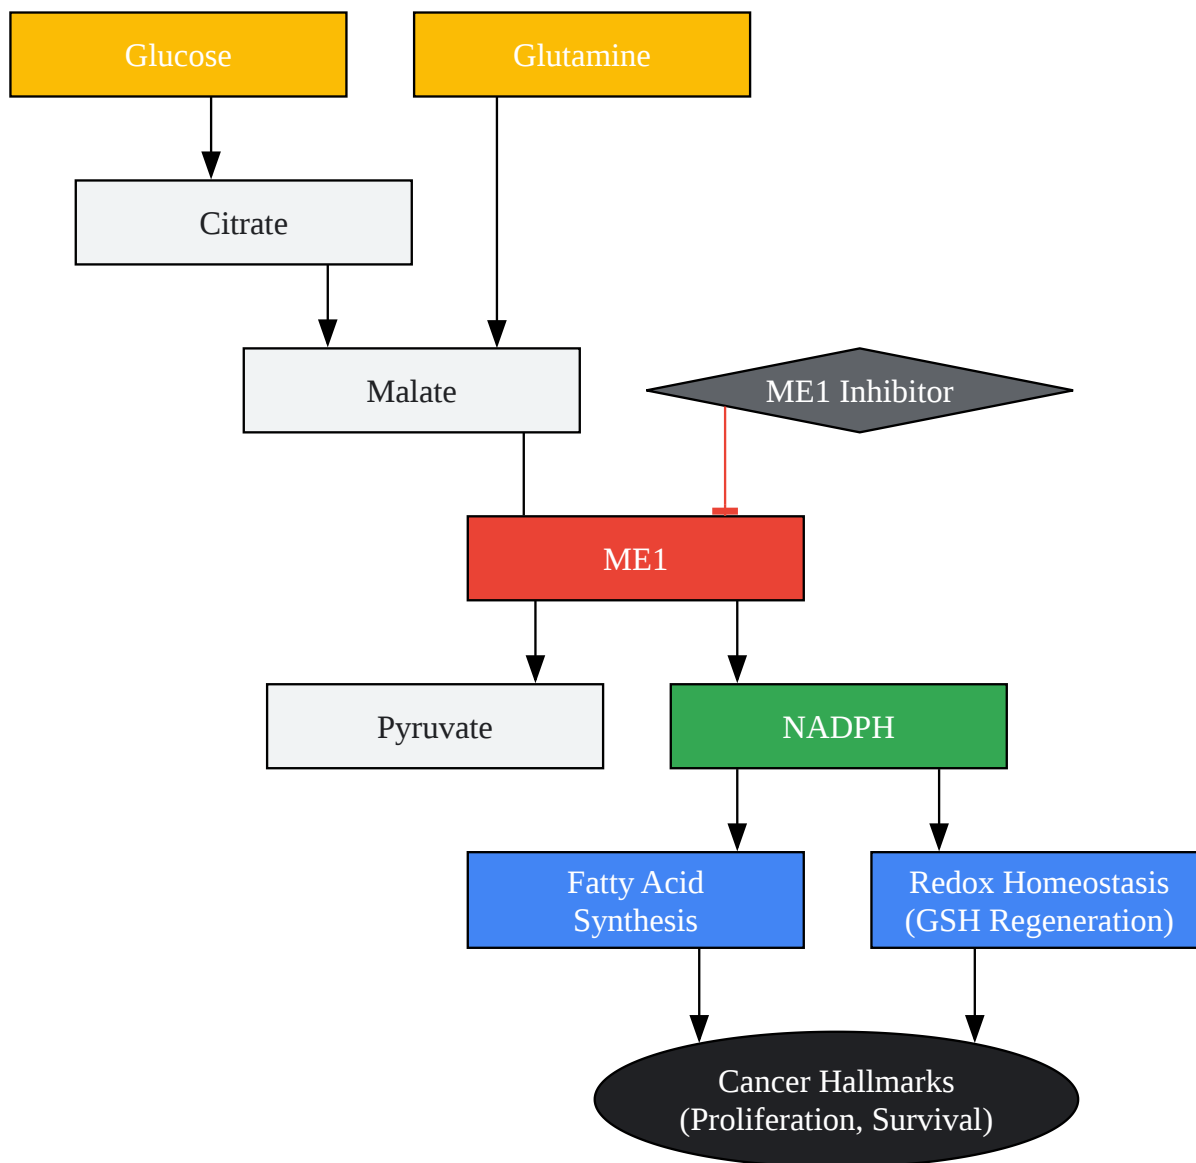 Glucose
Glutamine
Citrate
Malate
ME1 Inhibitor
ME1
Pyruvate
NADPH
Fatty Acid
Synthesis
Redox Homeostasis
(GSH Regeneration)
Cancer Hallmarks
(Proliferation, Survival)